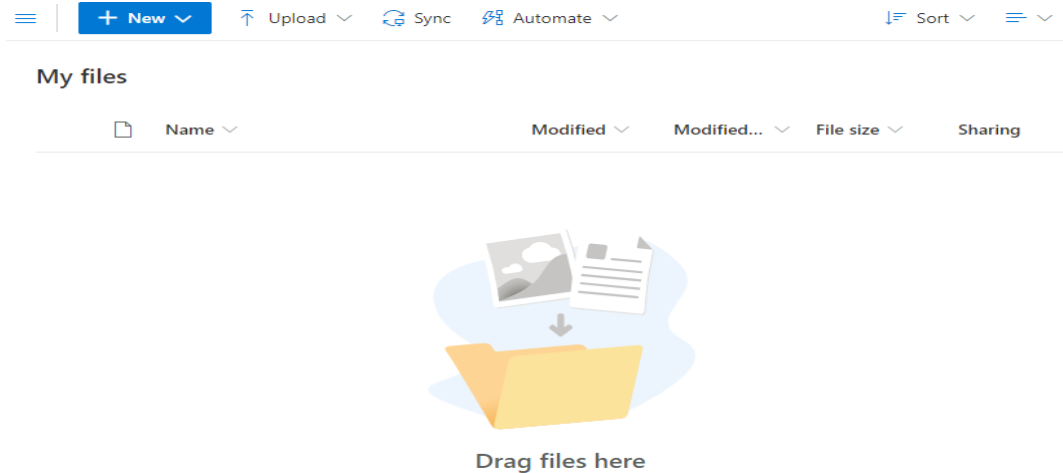 New Upload Sync Automate Sort
My files
Name Modified Modified... File size Sharing
Drag files here